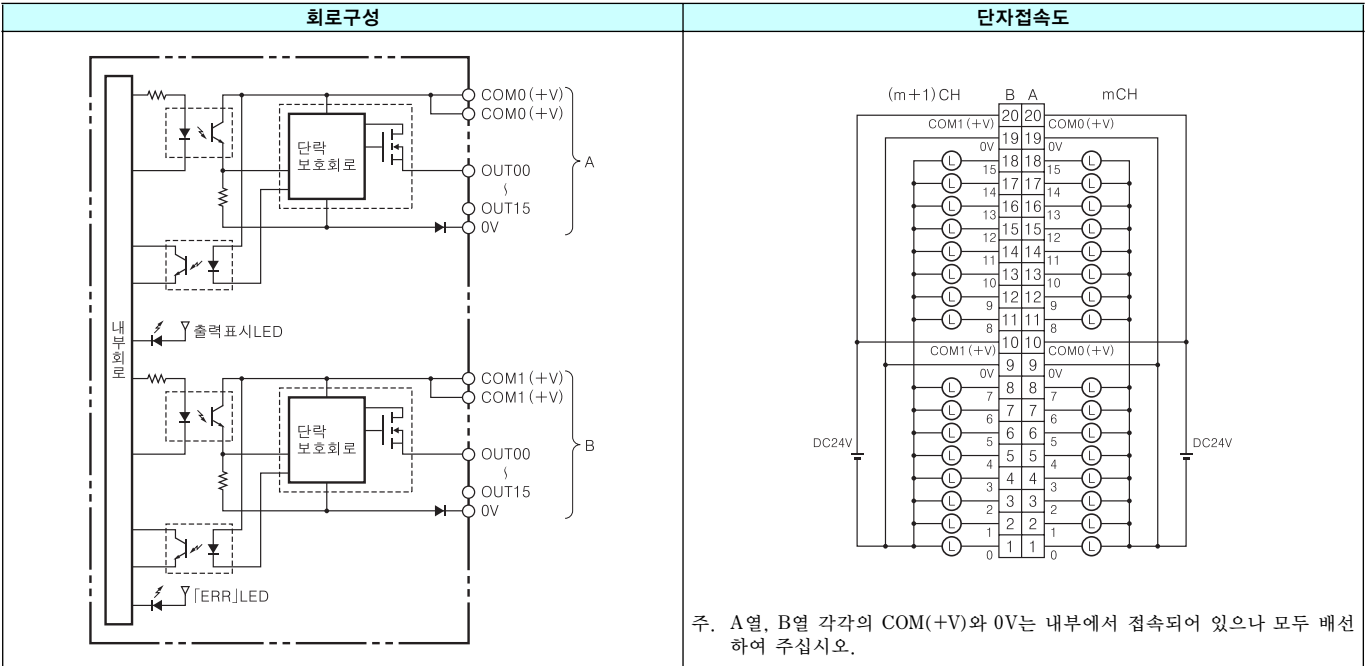 회로구성
단자접속도
COM0(+V)
COM0(+V)
단락
보호회로
OUT00
~
OUT15
0V
A
내부회로
출력표시LED
COM1(+V)
COM1(+V)
단락
보호회로
OUT00
~
OUT15
0V
B
「ERR」LED
(m+1)CH B A mCH
20 20
COM1(+V) COM0(+V)
19 19
0V 0V
L 18 18 L
15 15
L 17 17 L
14 14
L 16 16 L
13 13
L 15 15 L
12 12
L 14 14 L
11 11
L 13 13 L
10 10
L 12 12 L
9 9
L 11 11 L
8 8
10 10
COM1(+V) COM0(+V)
9 9
0V 0V
L 8 8 L
7 7
L 7 7 L
6 6
L 6 6 L
DC24V 5 5 DC24V
L 5 5 L
4 4
L 4 4 L
3 3
L 3 3 L
2 2
L 2 2 L
1 1
L 1 1 L
0 0
주. A열, B열 각각의 COM(+V)와 0V는 내부에서 접속되어 있으나 모두 배선
하여 주십시오.